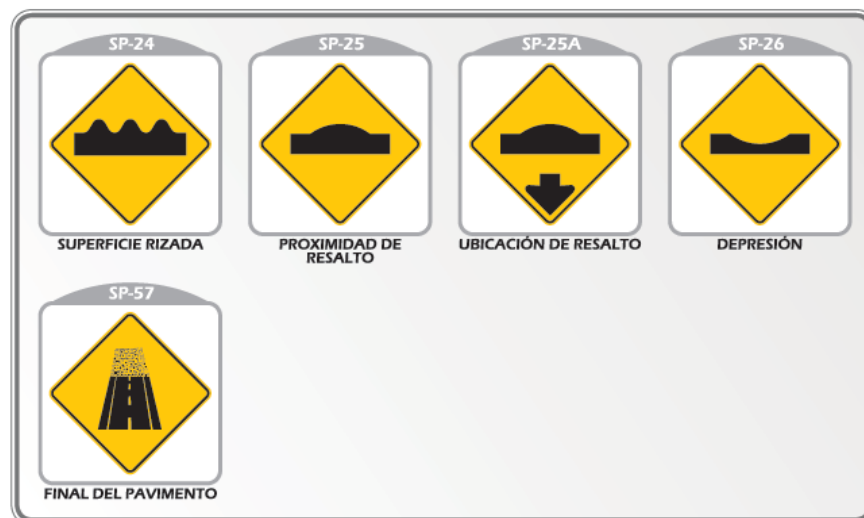 SP-24
SP-25
SP-25A
SP-26
SUPERFICIE RIZADA
PROXIMIDAD DE
RESALTO
UBICACIÓN DE RESALTO
DEPRESIÓN
SP-57
FINAL DEL PAVIMENTO